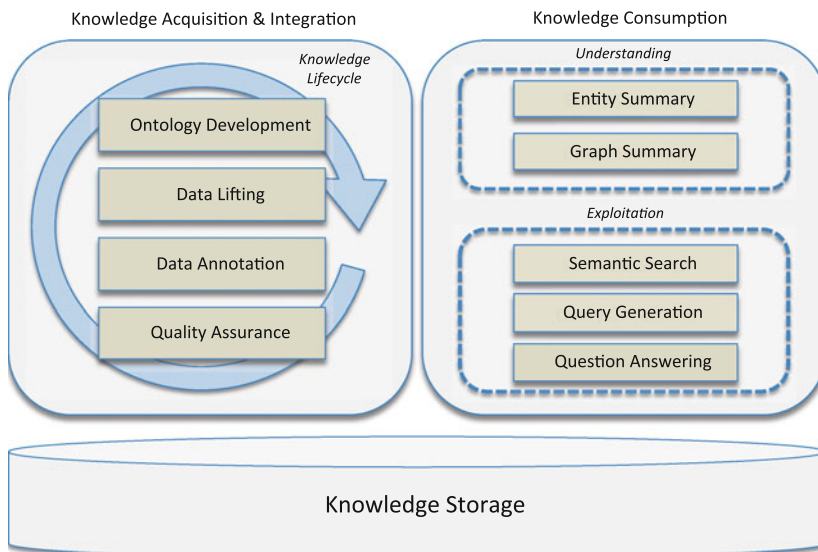 Knowledge Acquisition & Integration
Knowledge
Lifecycle
Ontology Development
Data Lifting
Data Annotation
Quality Assurance
Knowledge Consumption
Understanding
Entity Summary
Graph Summary
Exploitation
Semantic Search
Query Generation
Question Answering
Knowledge Storage